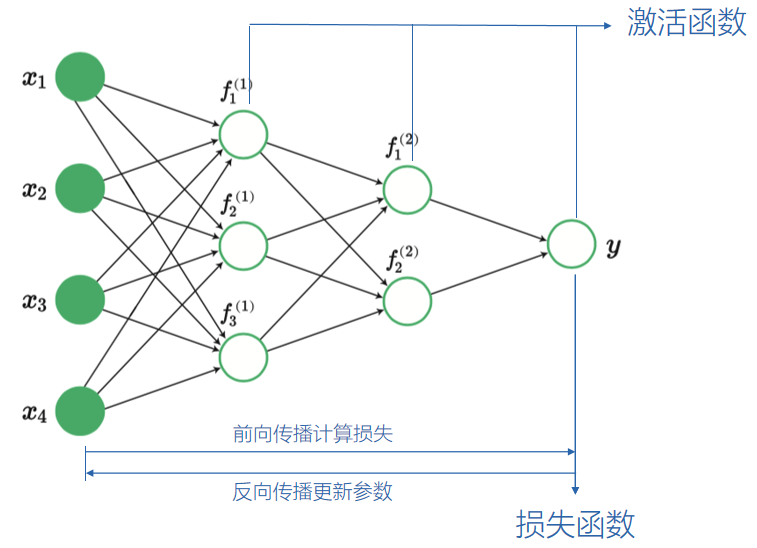 激活函数
x₁
f₁⁽¹⁾
f₁⁽²⁾
x₂
f₂⁽¹⁾
y
f₂⁽²⁾
x₃
f₃⁽¹⁾
x₄
前向传播计算损失
反向传播更新参数
损失函数